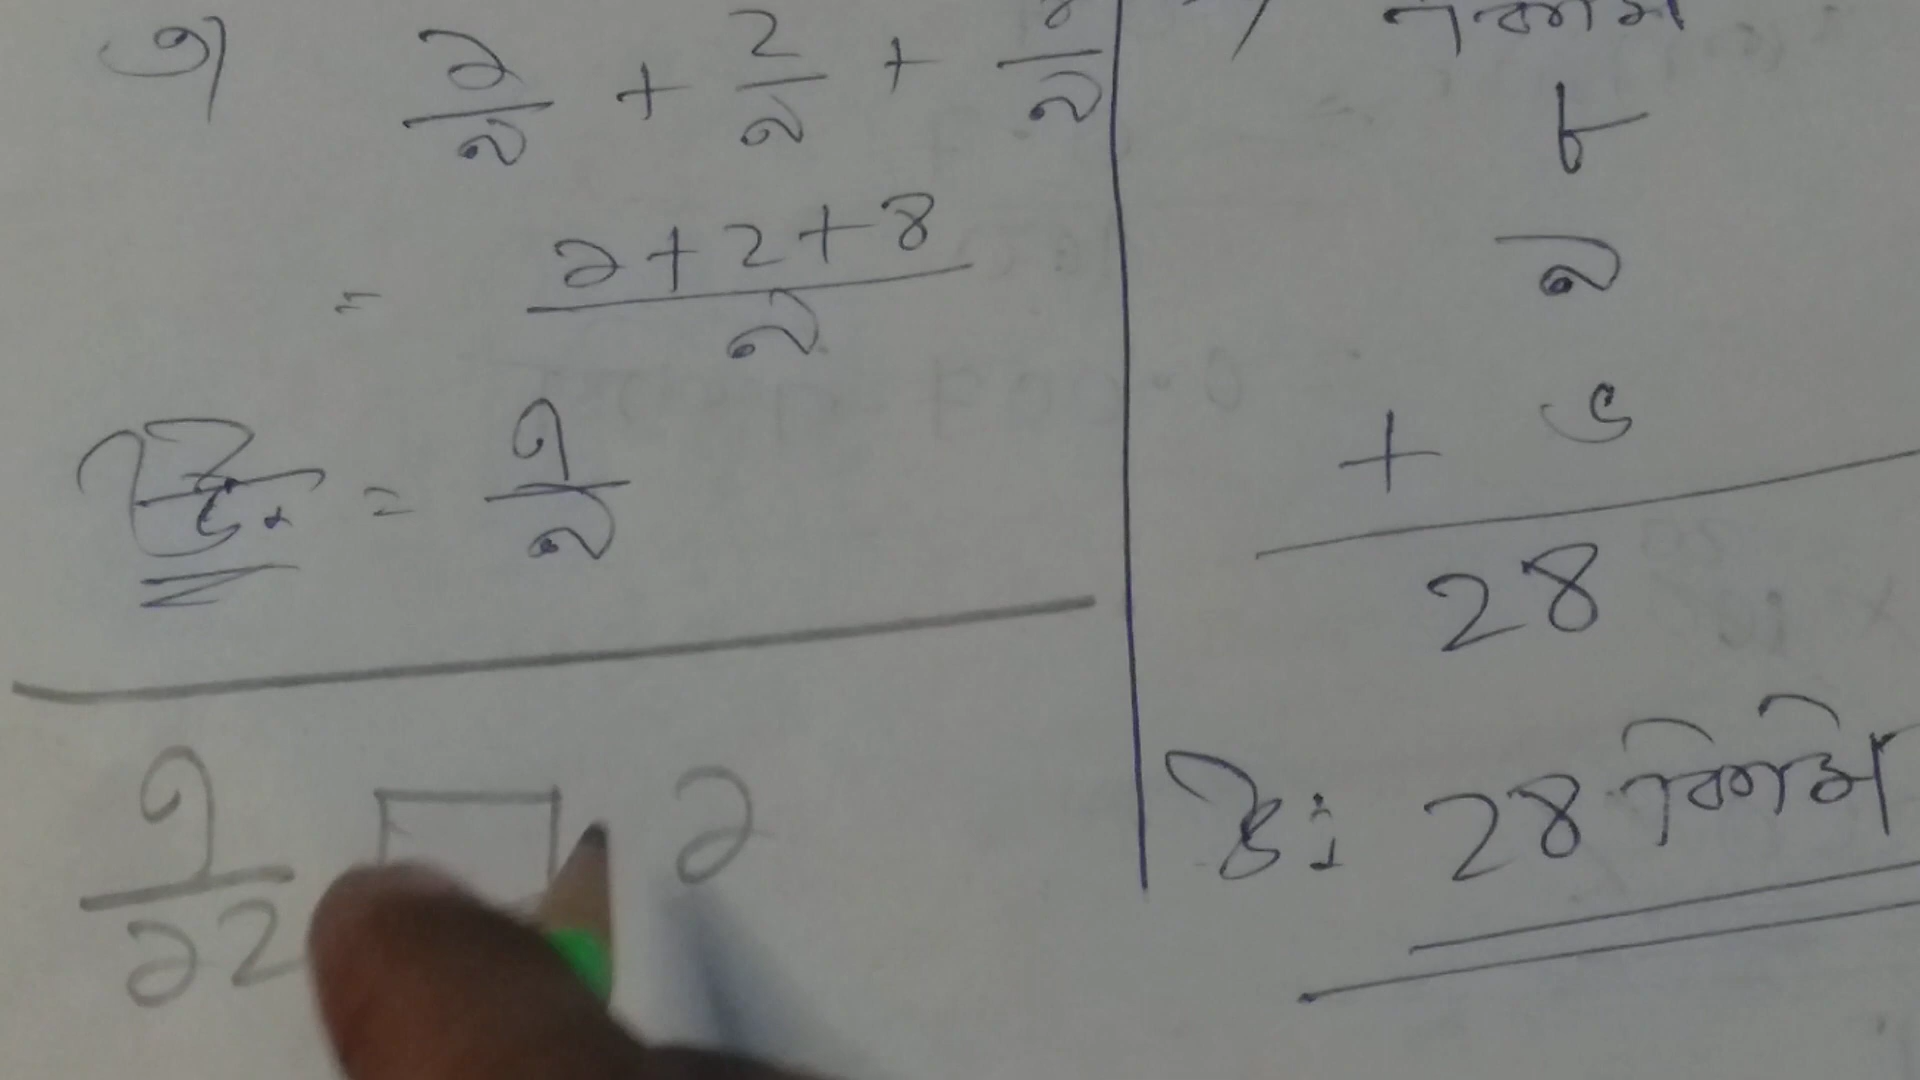 ৩) ১/৯ + ২/৯ + /৯
= ১+২+৪/৯
উ: = ৭/৯
৭/১২ □ ১
৮
৯
+ ৬
২৪
উ: ২৪